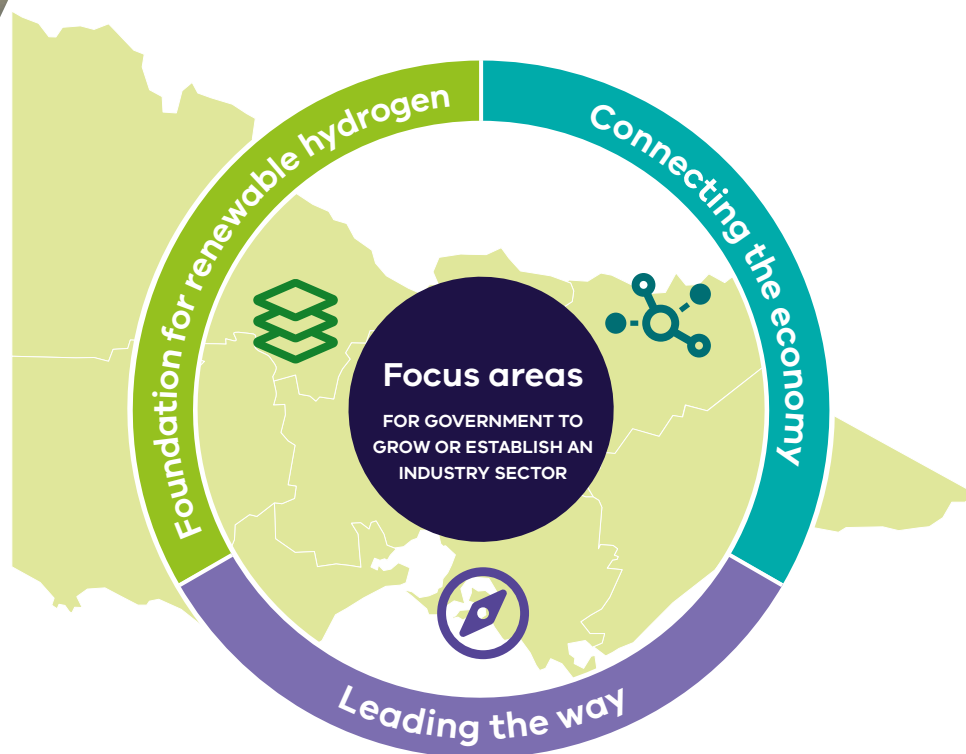 Foundation for renewable hydrogen
Connecting the economy
Focus areas
FOR GOVERNMENT TO
GROW OR ESTABLISH AN
INDUSTRY SECTOR
Leading the way